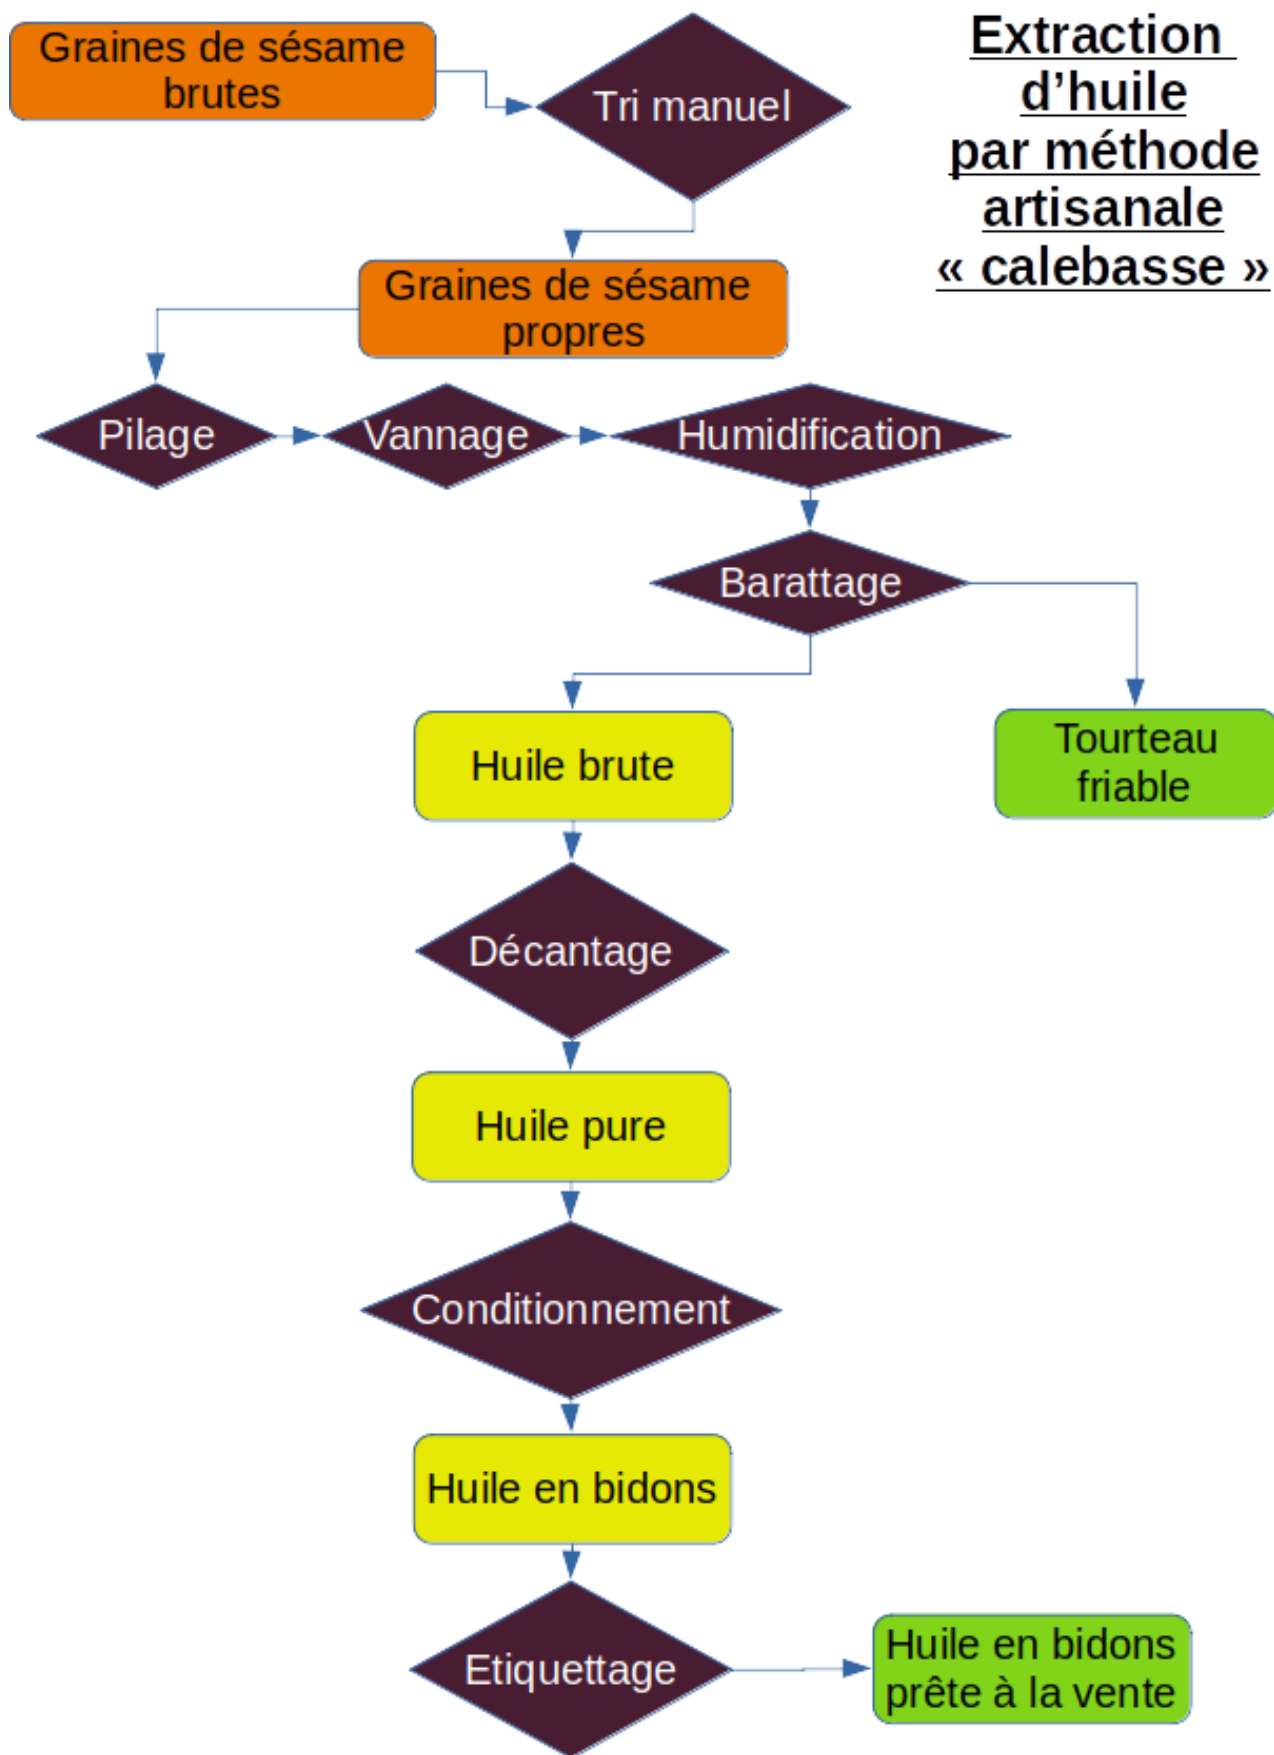 Graines de sésame
brutes
Tri manuel
Extraction
d’huile
par méthode
artisanale
« calebasse »
Graines de sésame
propres
Pilage
Vannage
Humidification
Barattage
Huile brute
Tourteau
friable
Décantage
Huile pure
Conditionnement
Huile en bidons
Etiquettage
Huile en bidons
prête à la vente